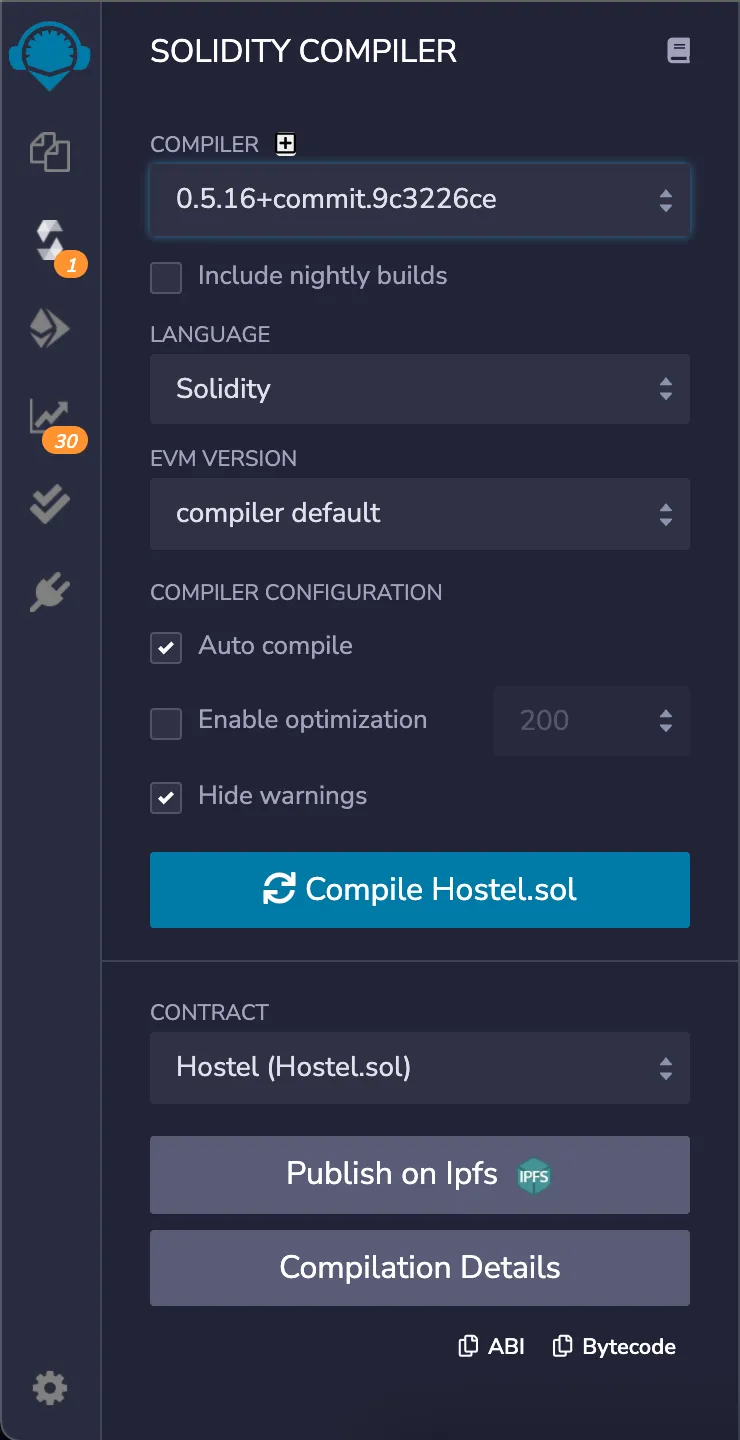 SOLIDITY COMPILER
COMPILER
0.5.16+commit.9c3226ce
Include nightly builds
1
LANGUAGE
Solidity
30
EVM VERSION
compiler default
COMPILER CONFIGURATION
Auto compile
Enable optimization 200
Hide warnings
Compile Hostel.sol
CONTRACT
Hostel (Hostel.sol)
Publish on Ipfs IPFS
Compilation Details
ABI Bytecode